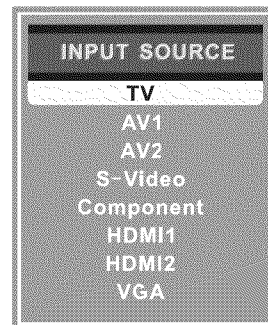 INPUT SOURCE
TV
AV1
AV2
S-Video
Component
HDMI1
HDMI2
VGA